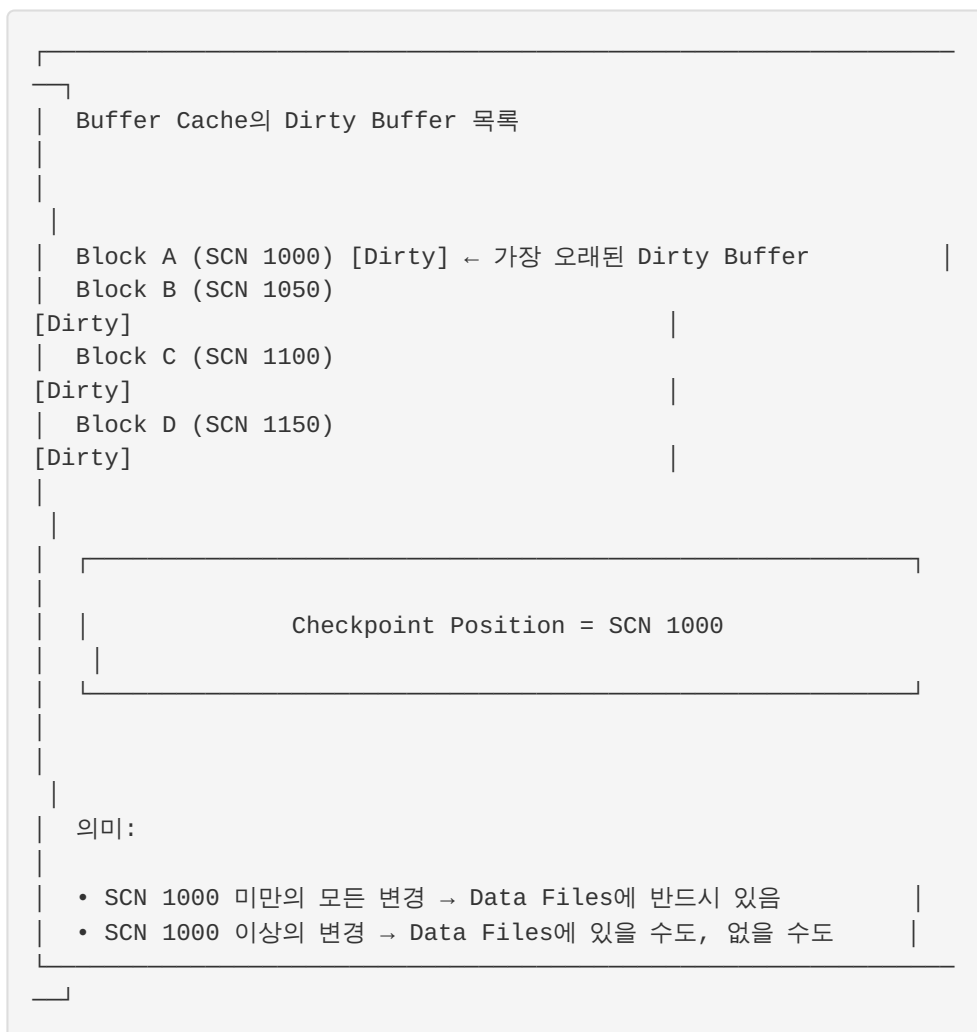 Buffer Cache의 Dirty Buffer 목록
Block A (SCN 1000) [Dirty] ← 가장 오래된 Dirty Buffer
Block B (SCN 1050)
[Dirty]
Block C (SCN 1100)
[Dirty]
Block D (SCN 1150)
[Dirty]
Checkpoint Position = SCN 1000
의미:
• SCN 1000 미만의 모든 변경 → Data Files에 반드시 있음
• SCN 1000 이상의 변경 → Data Files에 있을 수도, 없을 수도